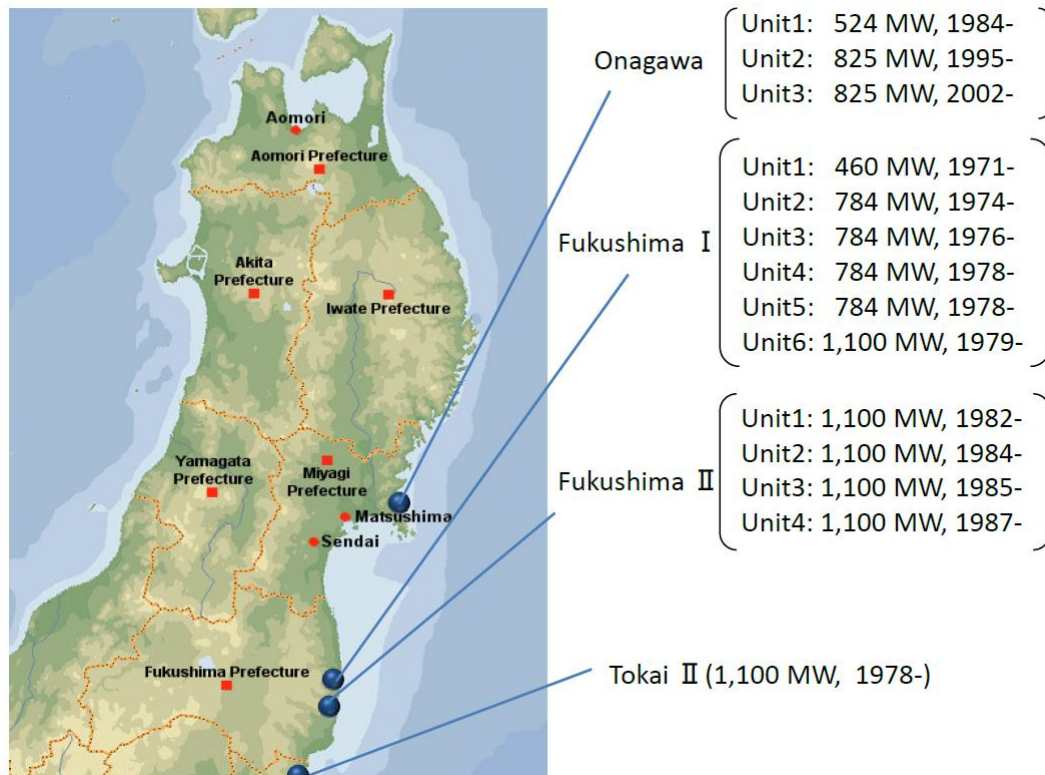 Aomori
Aomori Prefecture
Akita
Prefecture
Iwate Prefecture
Yamagata
Prefecture
Miyagi
Prefecture
Matsushima
Sendai
Fukushima Prefecture
Onagawa
Unit1: 524 MW, 1984-
Unit2: 825 MW, 1995-
Unit3: 825 MW, 2002-
Fukushima Ⅰ
Unit1: 460 MW, 1971-
Unit2: 784 MW, 1974-
Unit3: 784 MW, 1976-
Unit4: 784 MW, 1978-
Unit5: 784 MW, 1978-
Unit6: 1,100 MW, 1979-
Fukushima Ⅱ
Unit1: 1,100 MW, 1982-
Unit2: 1,100 MW, 1984-
Unit3: 1,100 MW, 1985-
Unit4: 1,100 MW, 1987-
Tokai Ⅱ (1,100 MW, 1978-)